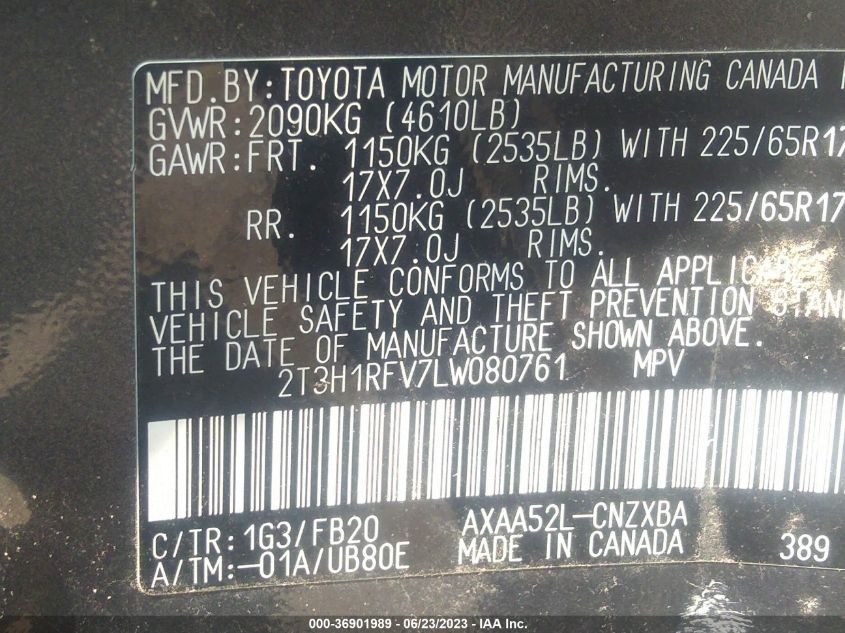 MFD.BY:TOYOTA MOTOR MANUFACTURING CANADA
GVWR:2090KG (4610LB)
GAWR:FRT. 1150KG (2535LB) WITH 225/65R17
17X7.0J RIMS.
RR. 1150KG (2535LB) WITH 225/65R17
17X7.0J RIMS.
THIS VEHICLE CONFORMS TO ALL
VEHICLE SAFETY AND THEFT PREVENTION STAN
THE DATE OF MANUFACTURE SHOWN ABOVE.
2T3H1RFV7LW080761 MPV
C/TR:1G3/FB20 AXAA52L-CNZXBA
A/TM:-01A/UB80E MADE IN CANADA 389
000-36901989 - 06/23/2023 - IAA Inc.